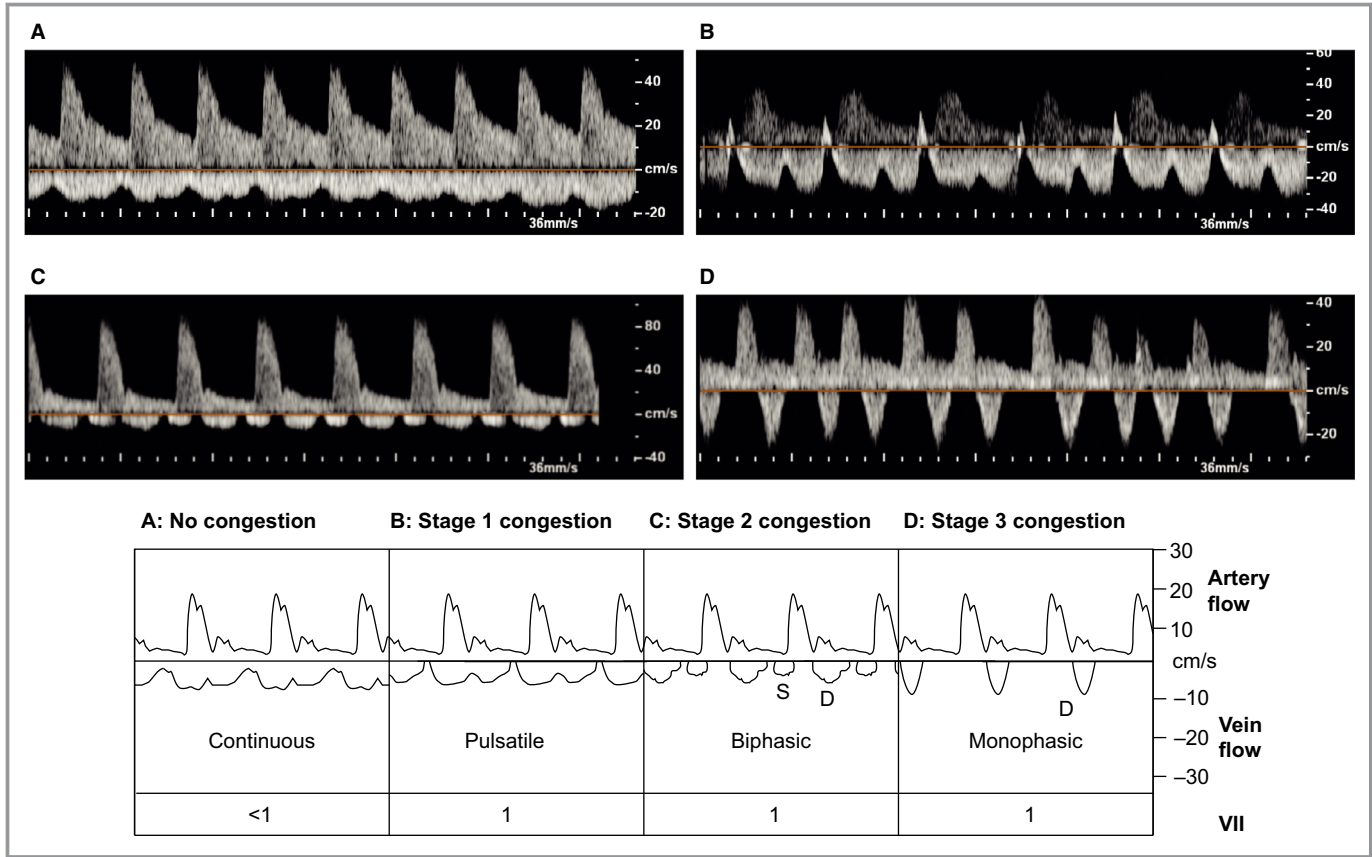 A
40
20
cm/s
-20
36mm/s
B
60
40
20
cm/s
-20
-40
36mm/s
C
80
40
cm/s
-40
36mm/s
D
40
20
cm/s
-20
36mm/s
A: No congestion B: Stage 1 congestion C: Stage 2 congestion D: Stage 3 congestion
30
20
10
Artery
flow
cm/s
S D D
–10
–20
–30
Vein
flow
Continuous Pulsatile Biphasic Monophasic
<1 1 1 1 VII